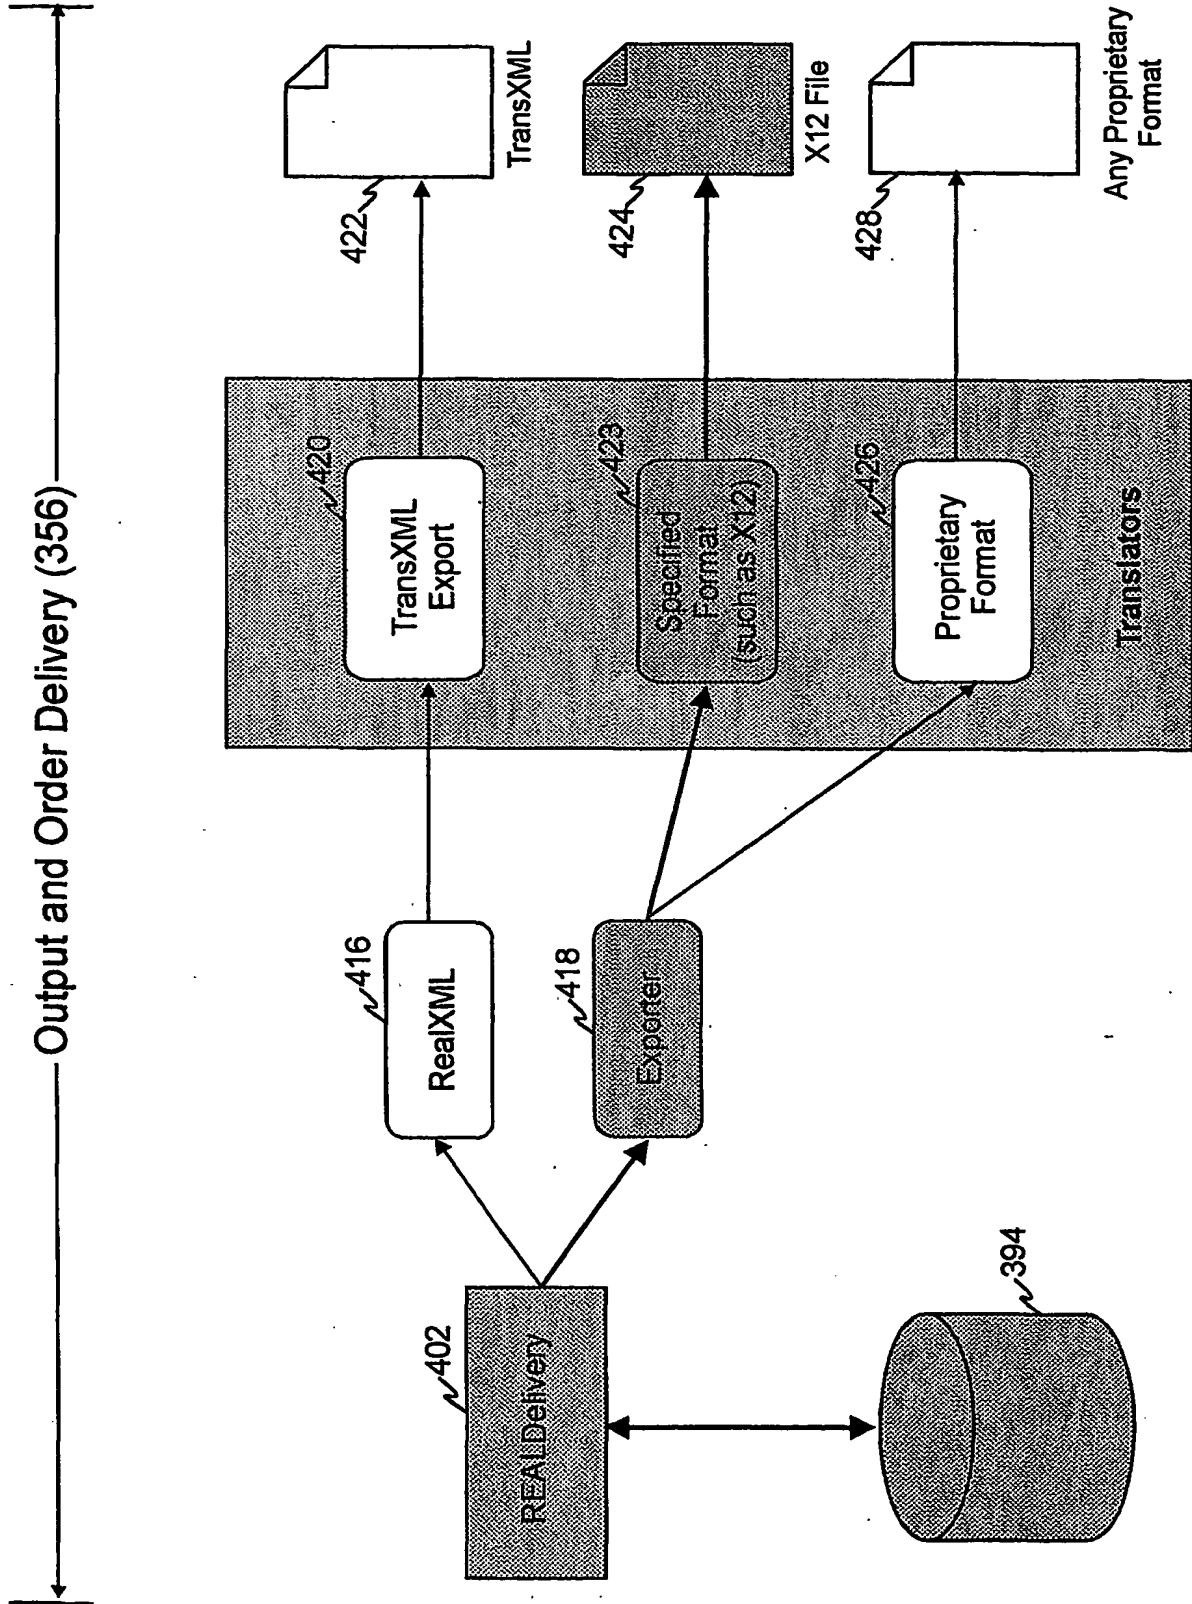 Output and Order Delivery (356)
402
REALDelivery
394
416
RealXML
418
Exporter
420
TransXML
Export
423
Specified
Format
(such as X12)
426
Proprietary
Format
Translators
422
TransXML
424
X12 File
428
Any Proprietary
Format